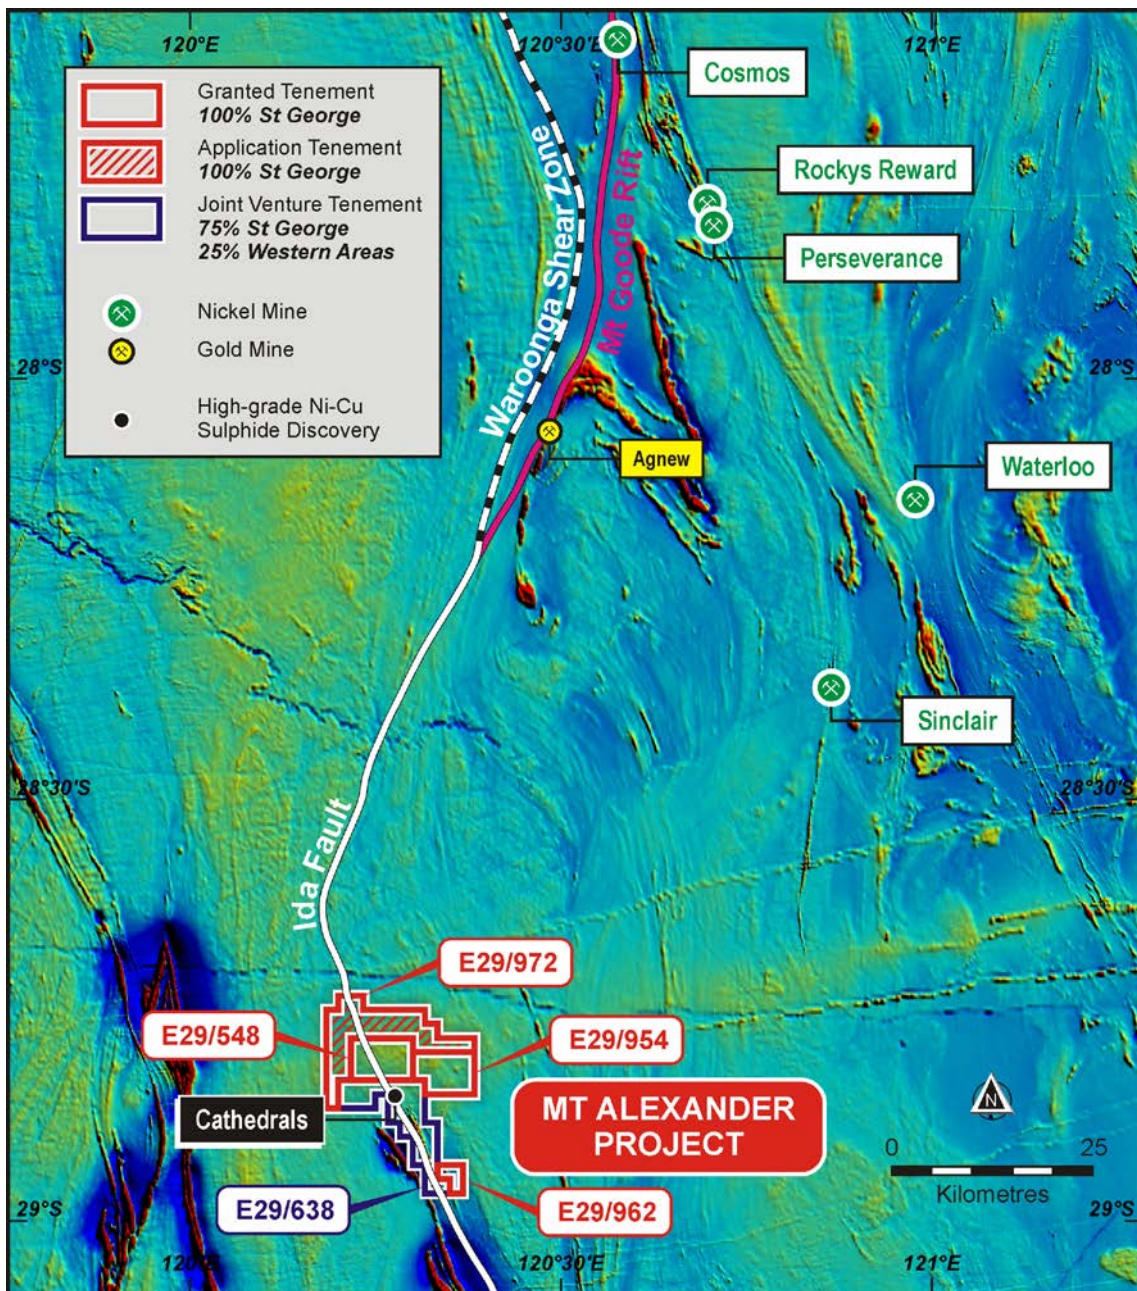 120°E
120°30'E
121°E
Granted Tenement
100% St George
Application Tenement
100% St George
Joint Venture Tenement
75% St George
25% Western Areas
Nickel Mine
Gold Mine
High-grade Ni-Cu
Sulphide Discovery
Cosmos
Rockys Reward
Perseverance
Waroonga Shear Zone
Mt Goode Rift
28°S
28°S
Agnew
Waterloo
Sinclair
28°30'S
28°30'S
Ida Fault
E29/972
E29/548
E29/954
Cathedrals
MT ALEXANDER
PROJECT
N
0
25
Kilometres
E29/638
E29/962
29°S
29°S
120°E
120°30'E
121°E